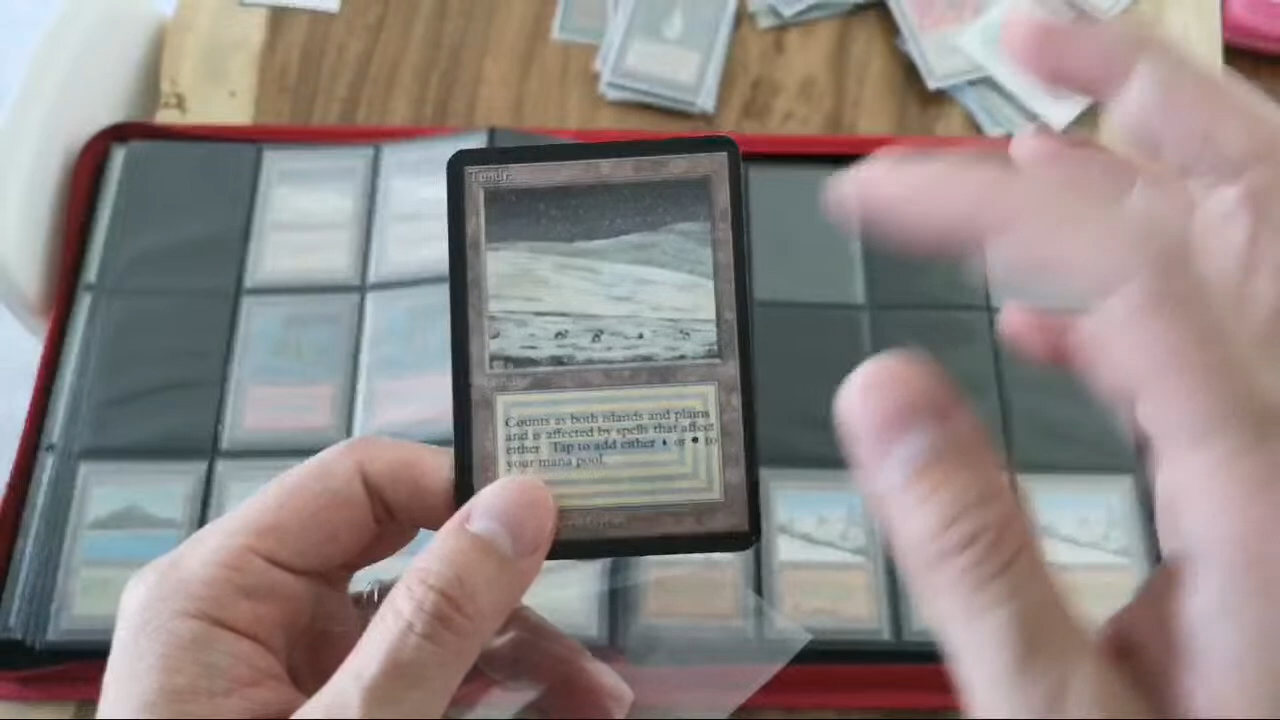 Tundra
Counts as both islands and plains
and is affected by spells that affect
either. Tap to add either or to
your mana pool.